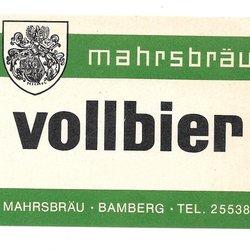 mahrsbräu
vollbier
MAHRSBRÄU · BAMBERG · TEL. 25538